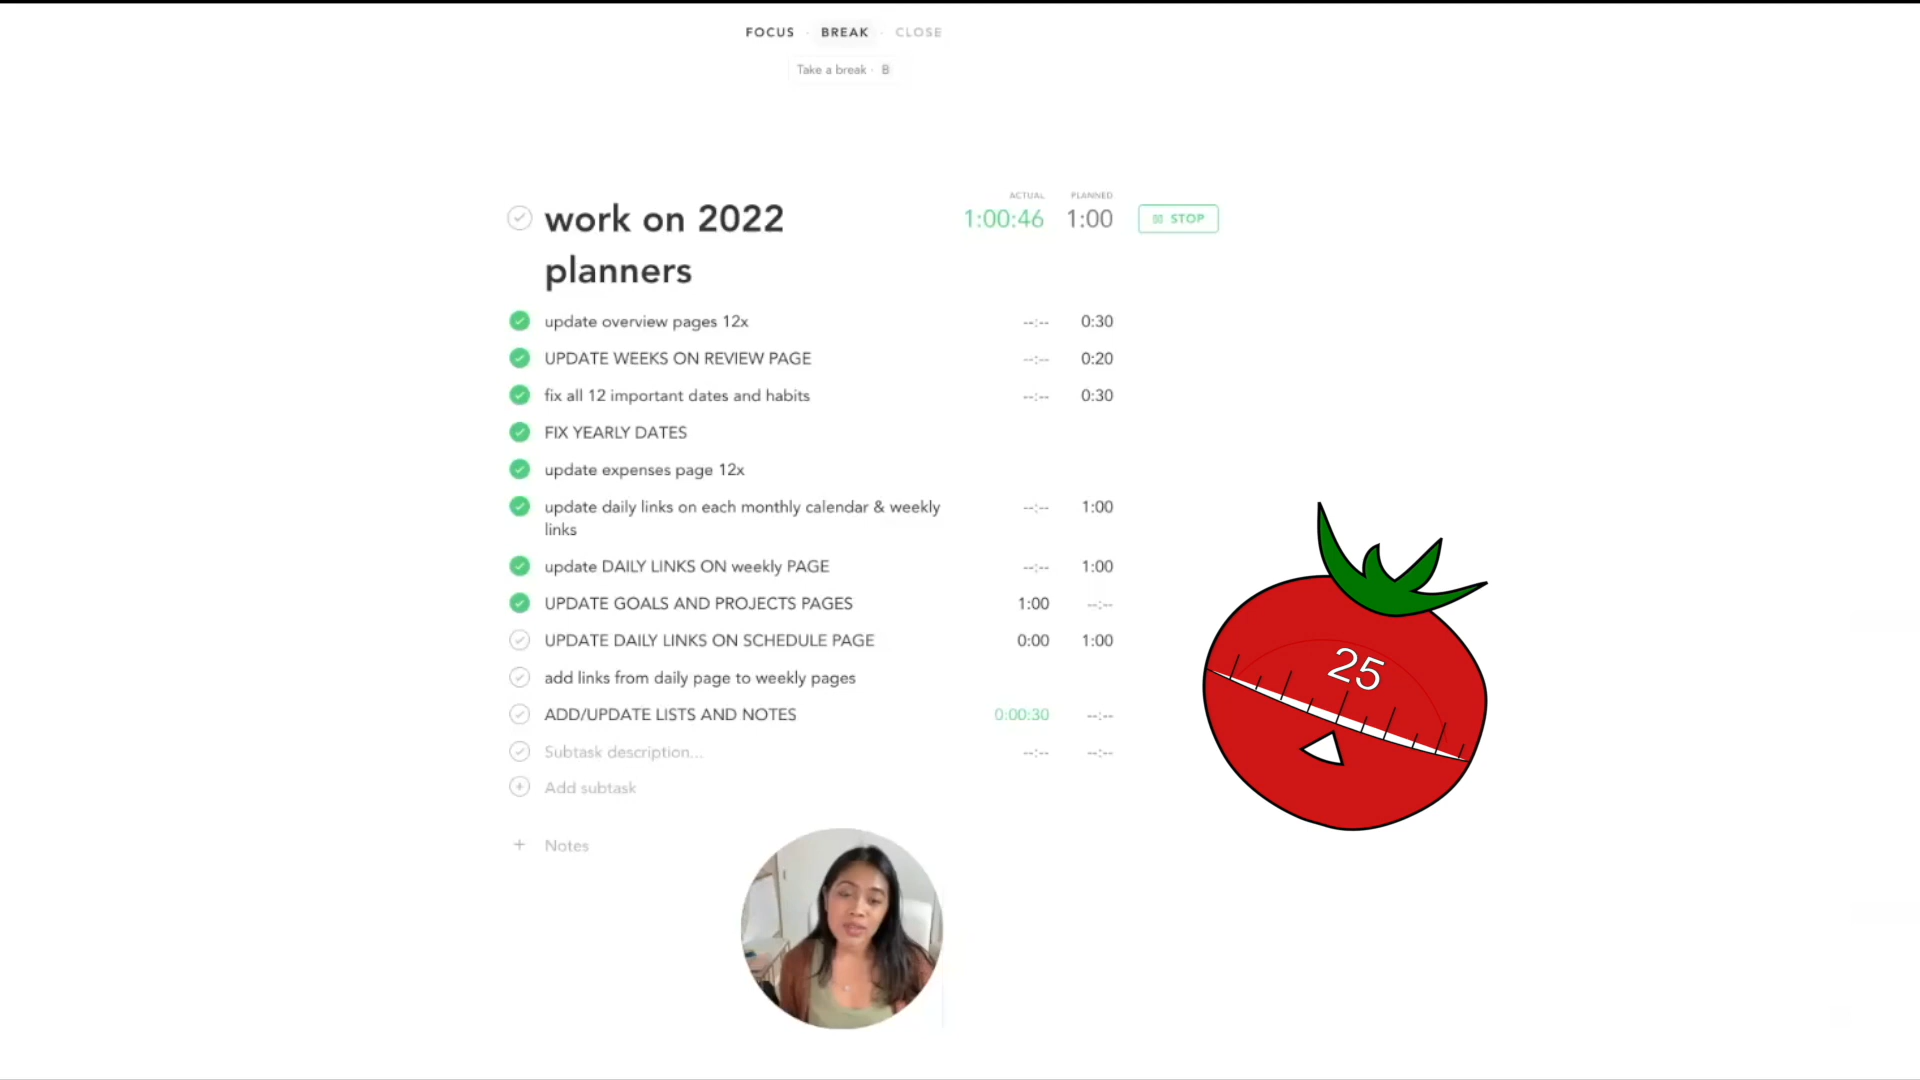 FOCUS · BREAK · CLOSE
Take a break · B
ACTUAL PLANNED
work on 2022 1:00:46 1:00 STOP
planners
update overview pages 12x --:-- 0:30
UPDATE WEEKS ON REVIEW PAGE --:-- 0:20
fix all 12 important dates and habits --:-- 0:30
FIX YEARLY DATES
update expenses page 12x
update daily links on each monthly calendar & weekly --:-- 1:00
links
update DAILY LINKS ON weekly PAGE --:-- 1:00
UPDATE GOALS AND PROJECTS PAGES 1:00 --:--
UPDATE DAILY LINKS ON SCHEDULE PAGE 0:00 1:00
add links from daily page to weekly pages
ADD/UPDATE LISTS AND NOTES 0:00:30 --:--
Subtask description... --:-- --:--
Add subtask
Notes
25